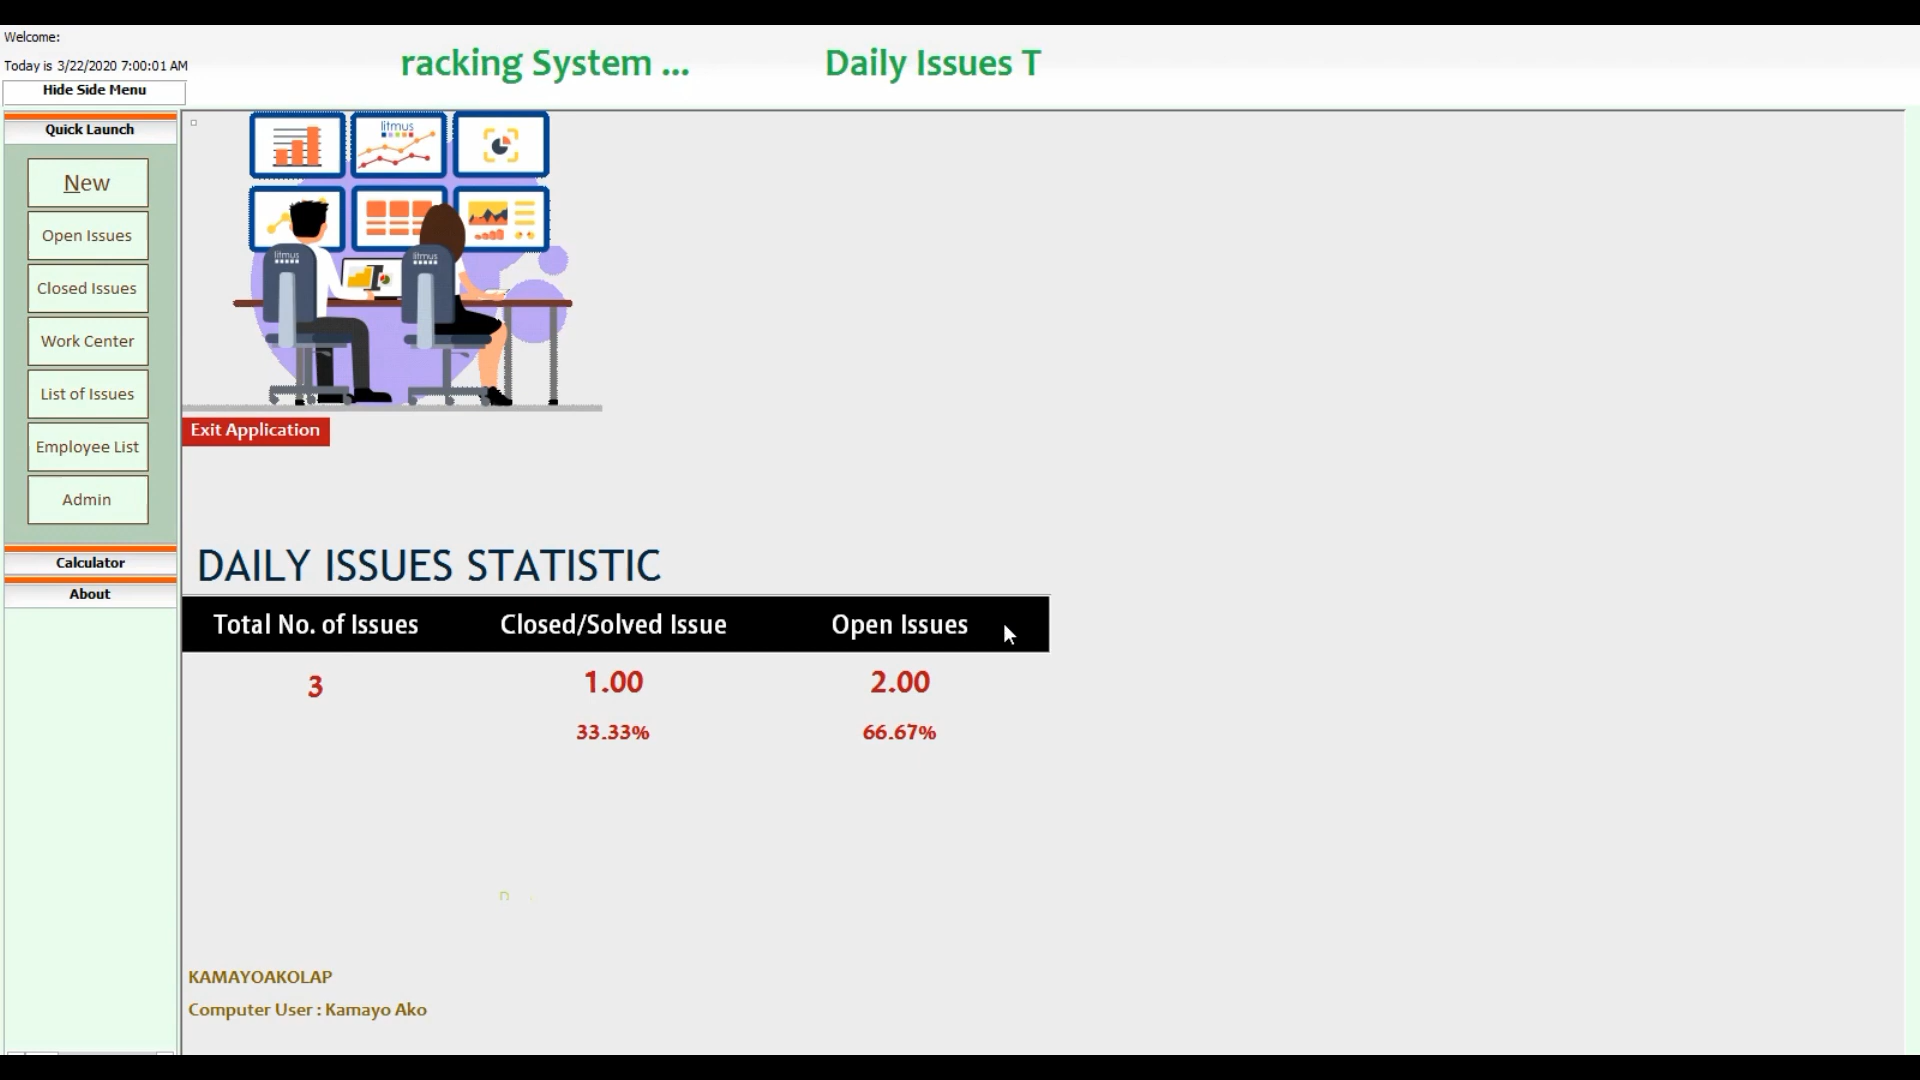 Welcome:
Today is 3/22/2020 7:00:01 AM
racking System ... Daily Issues T
Hide Side Menu
Quick Launch
New
Open Issues
Closed Issues
Work Center
List of Issues
Employee List
Admin
Calculator
About
litmus
litmus
litmus
Exit Application
DAILY ISSUES STATISTIC
Total No. of Issues Closed/Solved Issue Open Issues
3 1.00 2.00
33.33% 66.67%
KAMAYOAKOLAP
Computer User : Kamayo Ako